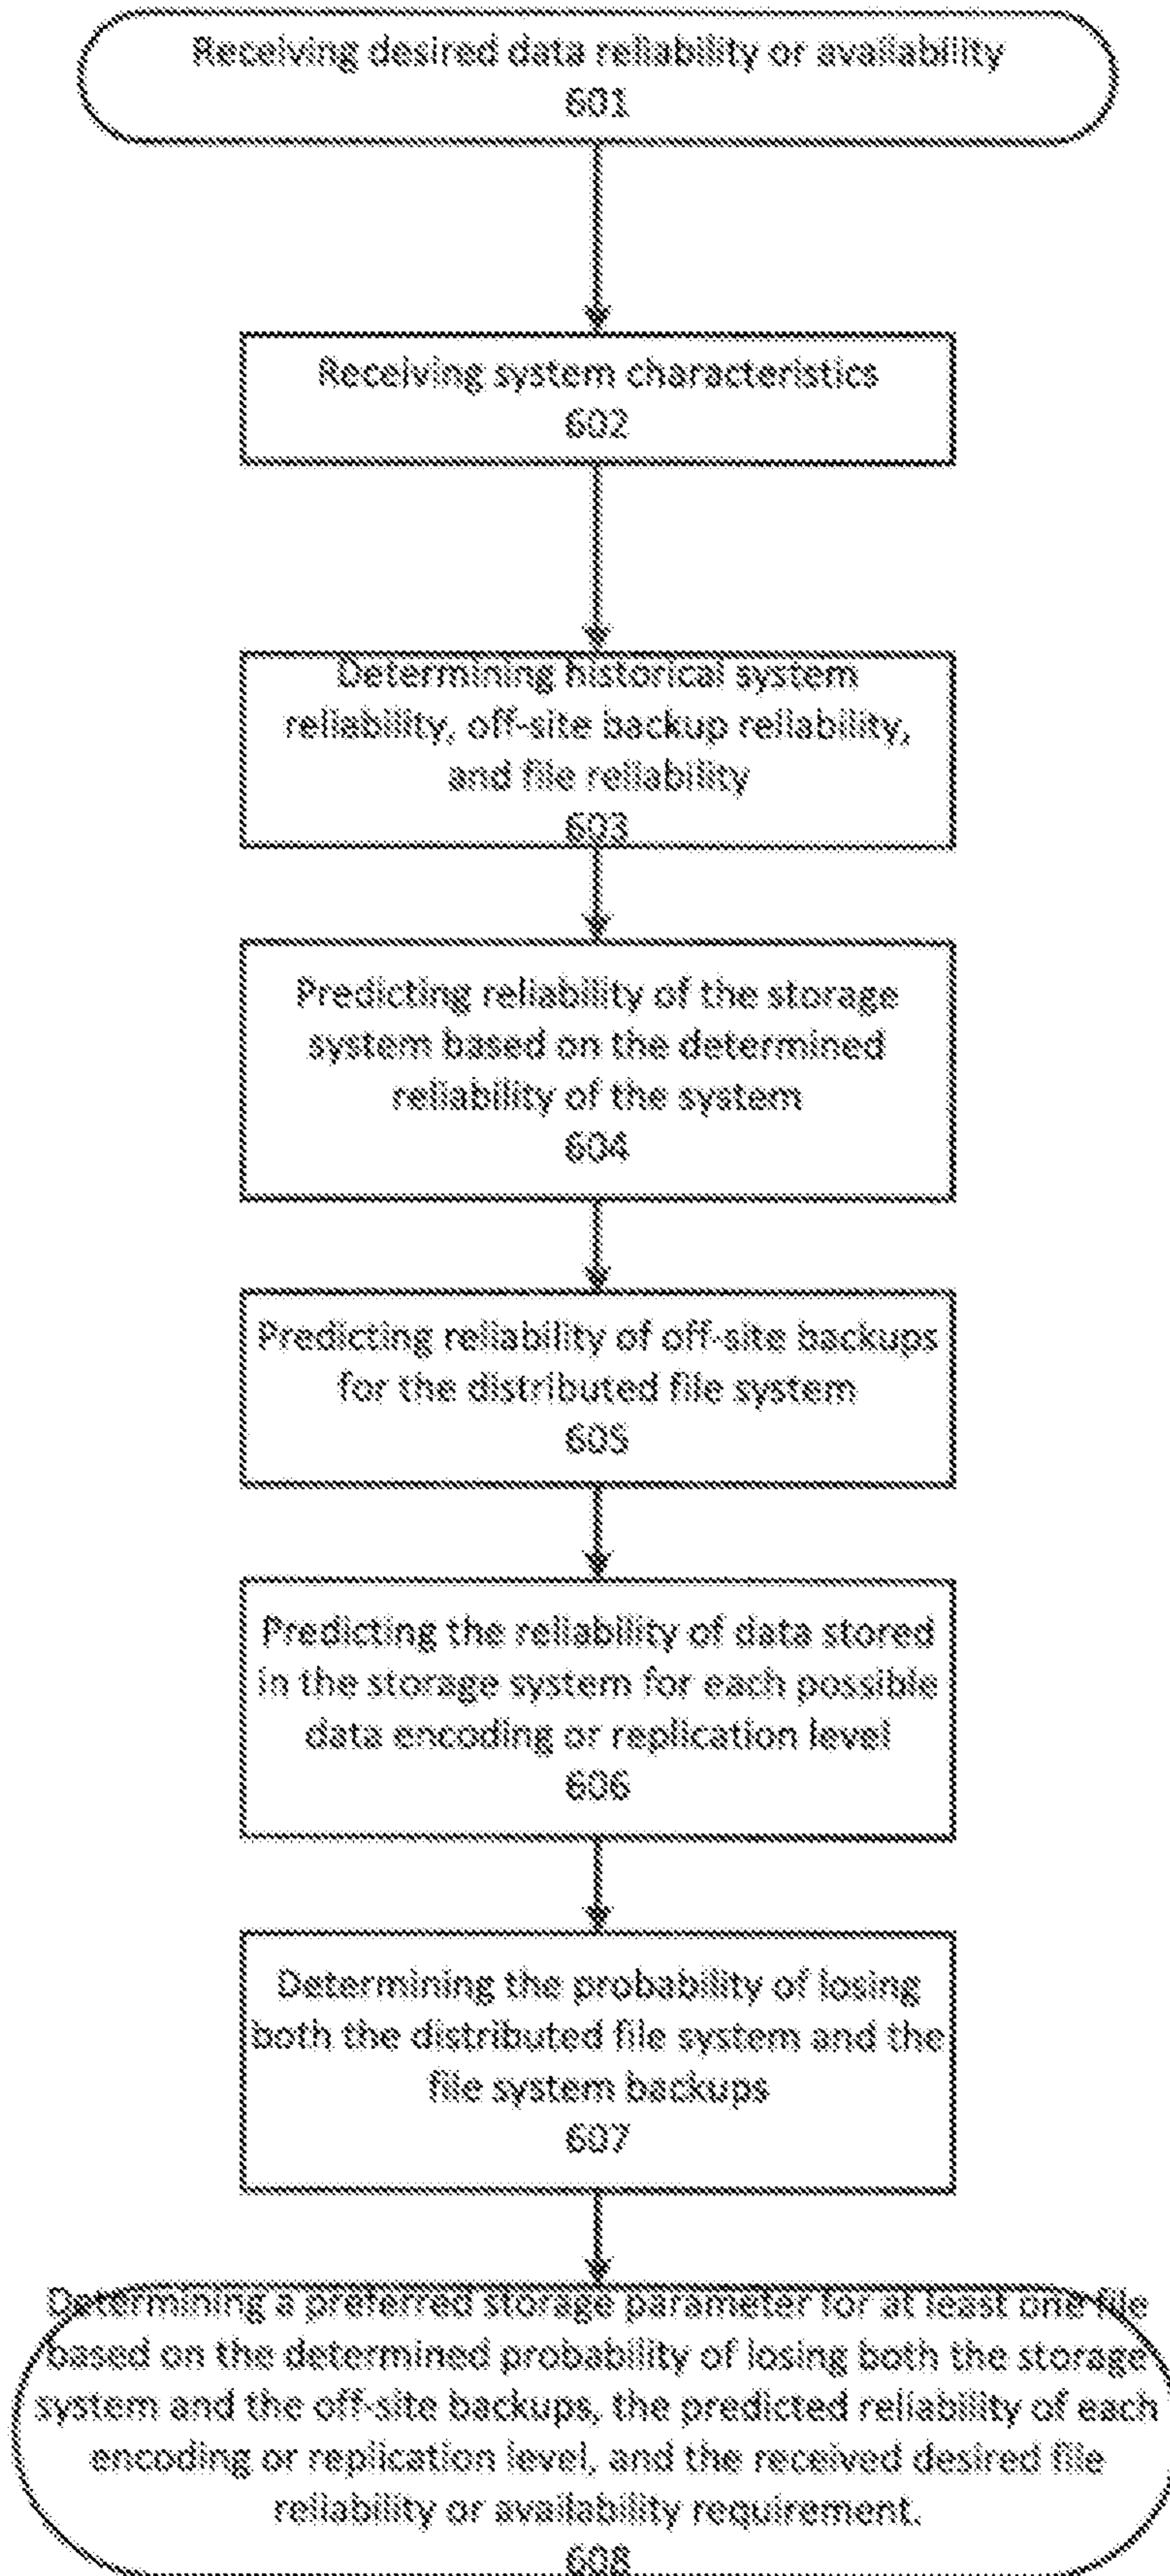 Receiving desired data reliability or availability
601
Receiving system characteristics
602
Determining historical system
reliability, off-site backup reliability,
and file reliability
603
Predicting reliability of the storage
system based on the determined
reliability of the system
604
Predicting reliability of off-site backups
for the distributed file system
605
Predicting the reliability of data stored
in the storage system for each possible
data encoding or replication level
606
Determining the probability of losing
both the distributed file system and the
file system backups
607
Determining a preferred storage parameter for at least one file
based on the determined probability of losing both the storage
system and the off-site backups, the predicted reliability of each
encoding or replication level, and the received desired file
reliability or availability requirement.
608